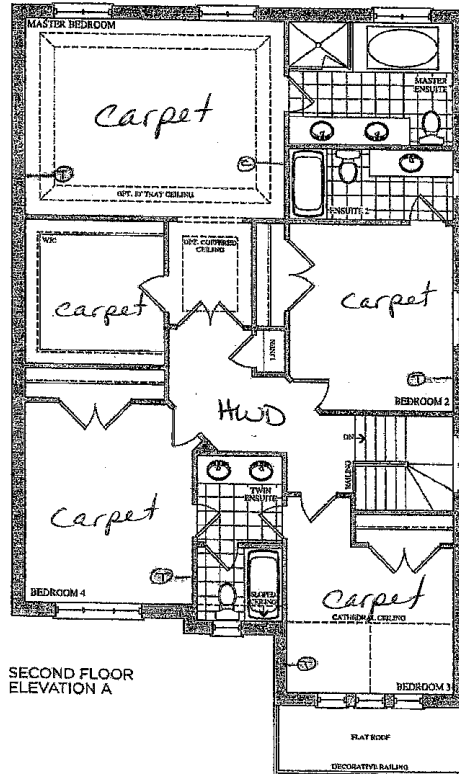 MASTER BEDROOM
Carpet
OPT. 10' TRAY CEILING
MASTER
ENSUITE
ENSUITE 2
WIC
Carpet
OPT. COFFERED
CEILING
LINEN
Carpet
BEDROOM 2
HWD
DN
RAILING
Carpet
BEDROOM 4
TWIN
ENSUITE
SLOPED
CEILING
Carpet
CATHEDRAL CEILING
BEDROOM 3
SECOND FLOOR
ELEVATION A
FLAT ROOF
DECORATIVE RAILING